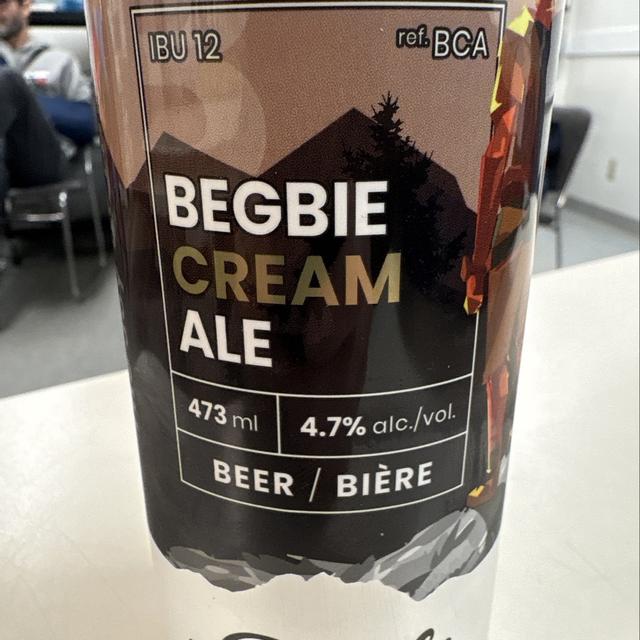 IBU 12
ref. BCA
BEGBIE
CREAM
ALE
473 ml
4.7% alc./vol.
BEER / BIÈRE